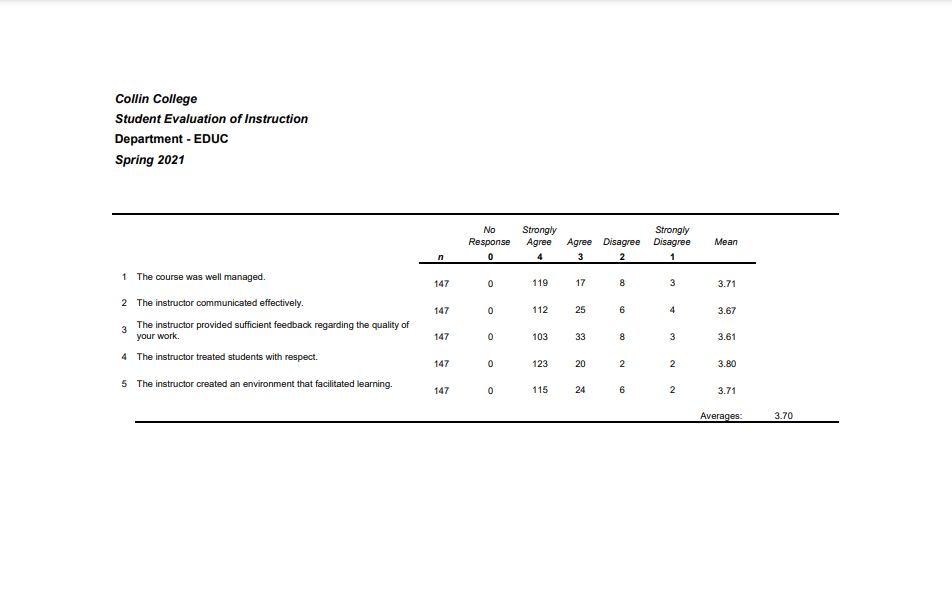 Collin College
Student Evaluation of Instruction
Department - EDUC
Spring 2021
No Strongly Strongly
Response Agree Agree Disagree Disagree Mean
n 0 4 3 2 1
1 The course was well managed. 147 0 119 17 8 3 3.71
2 The instructor communicated effectively. 147 0 112 25 6 4 3.67
3 The instructor provided sufficient feedback regarding the quality of
your work. 147 0 103 33 8 3 3.61
4 The instructor treated students with respect. 147 0 123 20 2 2 3.80
5 The instructor created an environment that facilitated learning. 147 0 115 24 6 2 3.71
Averages: 3.70